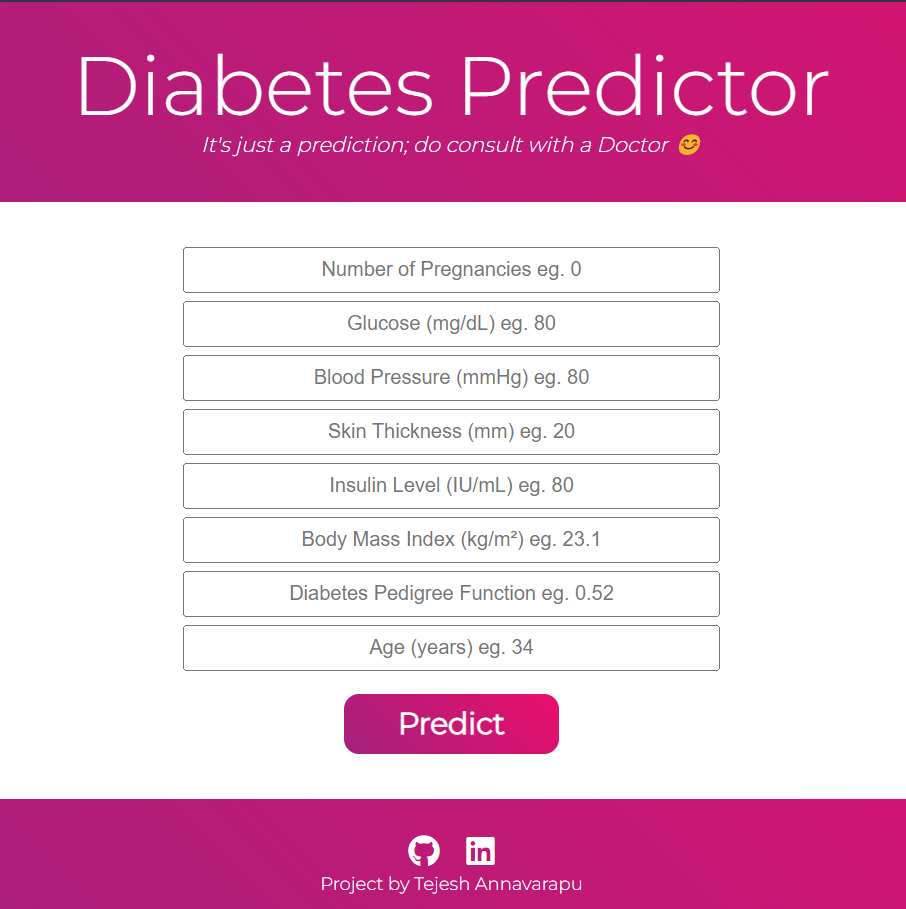 Diabetes Predictor
It's just a prediction; do consult with a Doctor 😊
Number of Pregnancies eg. 0
Glucose (mg/dL) eg. 80
Blood Pressure (mmHg) eg. 80
Skin Thickness (mm) eg. 20
Insulin Level (IU/mL) eg. 80
Body Mass Index (kg/m²) eg. 23.1
Diabetes Pedigree Function eg. 0.52
Age (years) eg. 34
Predict
in
Project by Tejesh Annavarapu